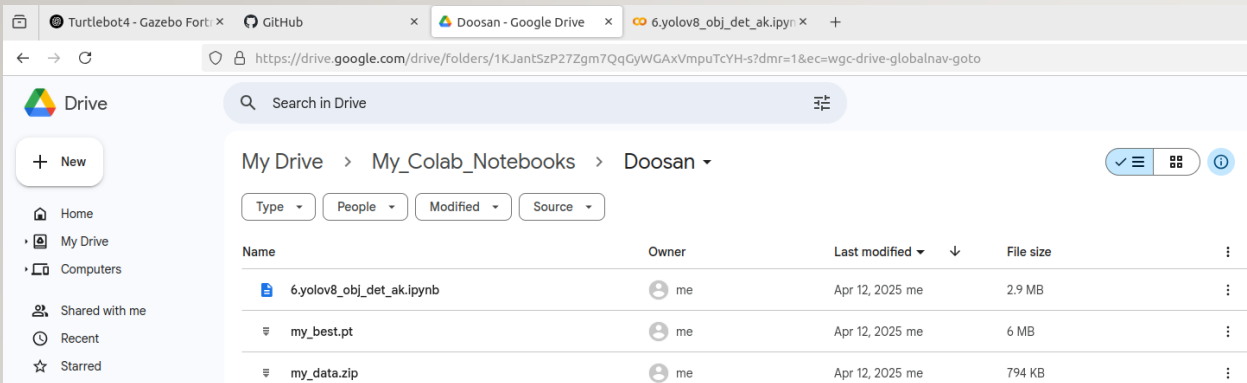 Turtlebot4 - Gazebo Fortr × GitHub × Doosan - Google Drive × 6.yolov8_obj_det_ak.ipyn × +
https://drive.google.com/drive/folders/1KJantSzP27Zgm7QqGyWGAxVmpuTcYH-s?dmr=1&ec=wgc-drive-globalnav-goto
Drive
Search in Drive
New
My Drive > My_Colab_Notebooks > Doosan
Type People Modified Source
Home
My Drive
Computers
Shared with me
Recent
Starred
Name Owner Last modified File size
6.yolov8_obj_det_ak.ipynb me Apr 12, 2025 me 2.9 MB
my_best.pt me Apr 12, 2025 me 6 MB
my_data.zip me Apr 12, 2025 me 794 KB